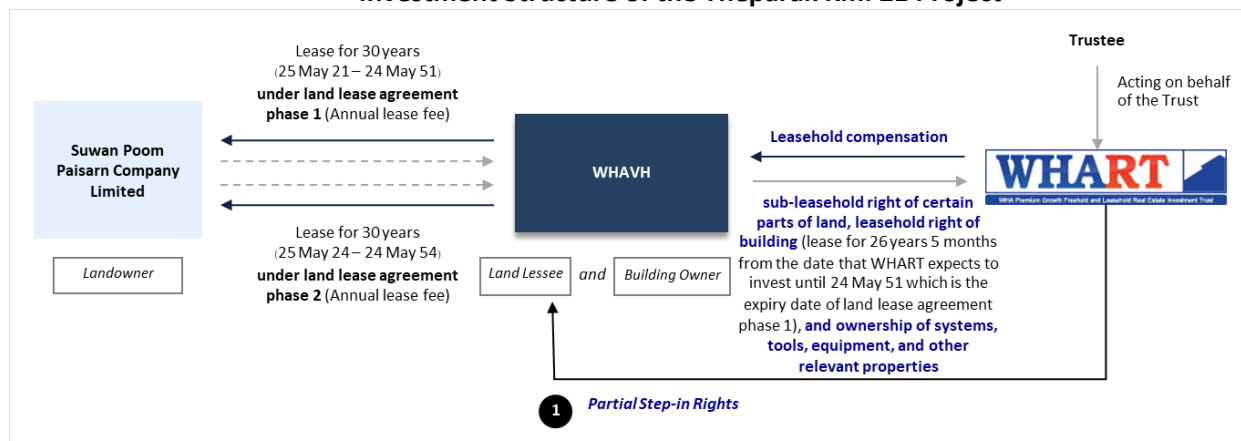 Lease for 30 years
(25 May 21 – 24 May 51)
under land lease agreement
phase 1 (Annual lease fee)
Suwan Poom
Paisarn Company
Limited
Landowner
Lease for 30 years
(25 May 24 – 24 May 54)
under land lease agreement
phase 2 (Annual lease fee)
WHAVH
Land Lessee and Building Owner
Trustee
Acting on behalf
of the Trust
Leasehold compensation
WHART
WHA Premium Growth Freehold and Leasehold Real Estate Investment Trust
sub-leasehold right of certain
parts of land, leasehold right of
building (lease for 26 years 5 months
from the date that WHART expects to
invest until 24 May 51 which is the
expiry date of land lease agreement
phase 1), and ownership of systems,
tools, equipment, and other
relevant properties
1 Partial Step-in Rights